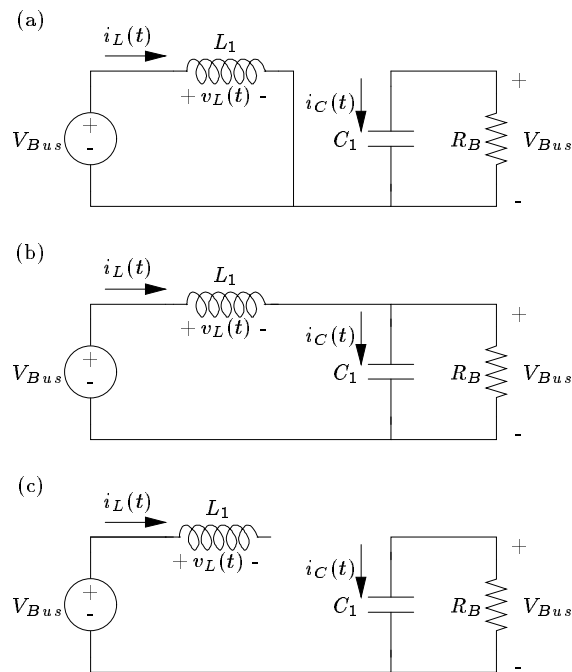 (a)
i_L(t)
L_1
+ v_L(t) -
i_C(t)
+
V_Bus
+
-
C_1
R_B
V_Bus
-
(b)
i_L(t)
L_1
+ v_L(t) -
i_C(t)
+
V_Bus
+
-
C_1
R_B
V_Bus
-
(c)
i_L(t)
L_1
+ v_L(t) -
i_C(t)
+
V_Bus
+
-
C_1
R_B
V_Bus
-